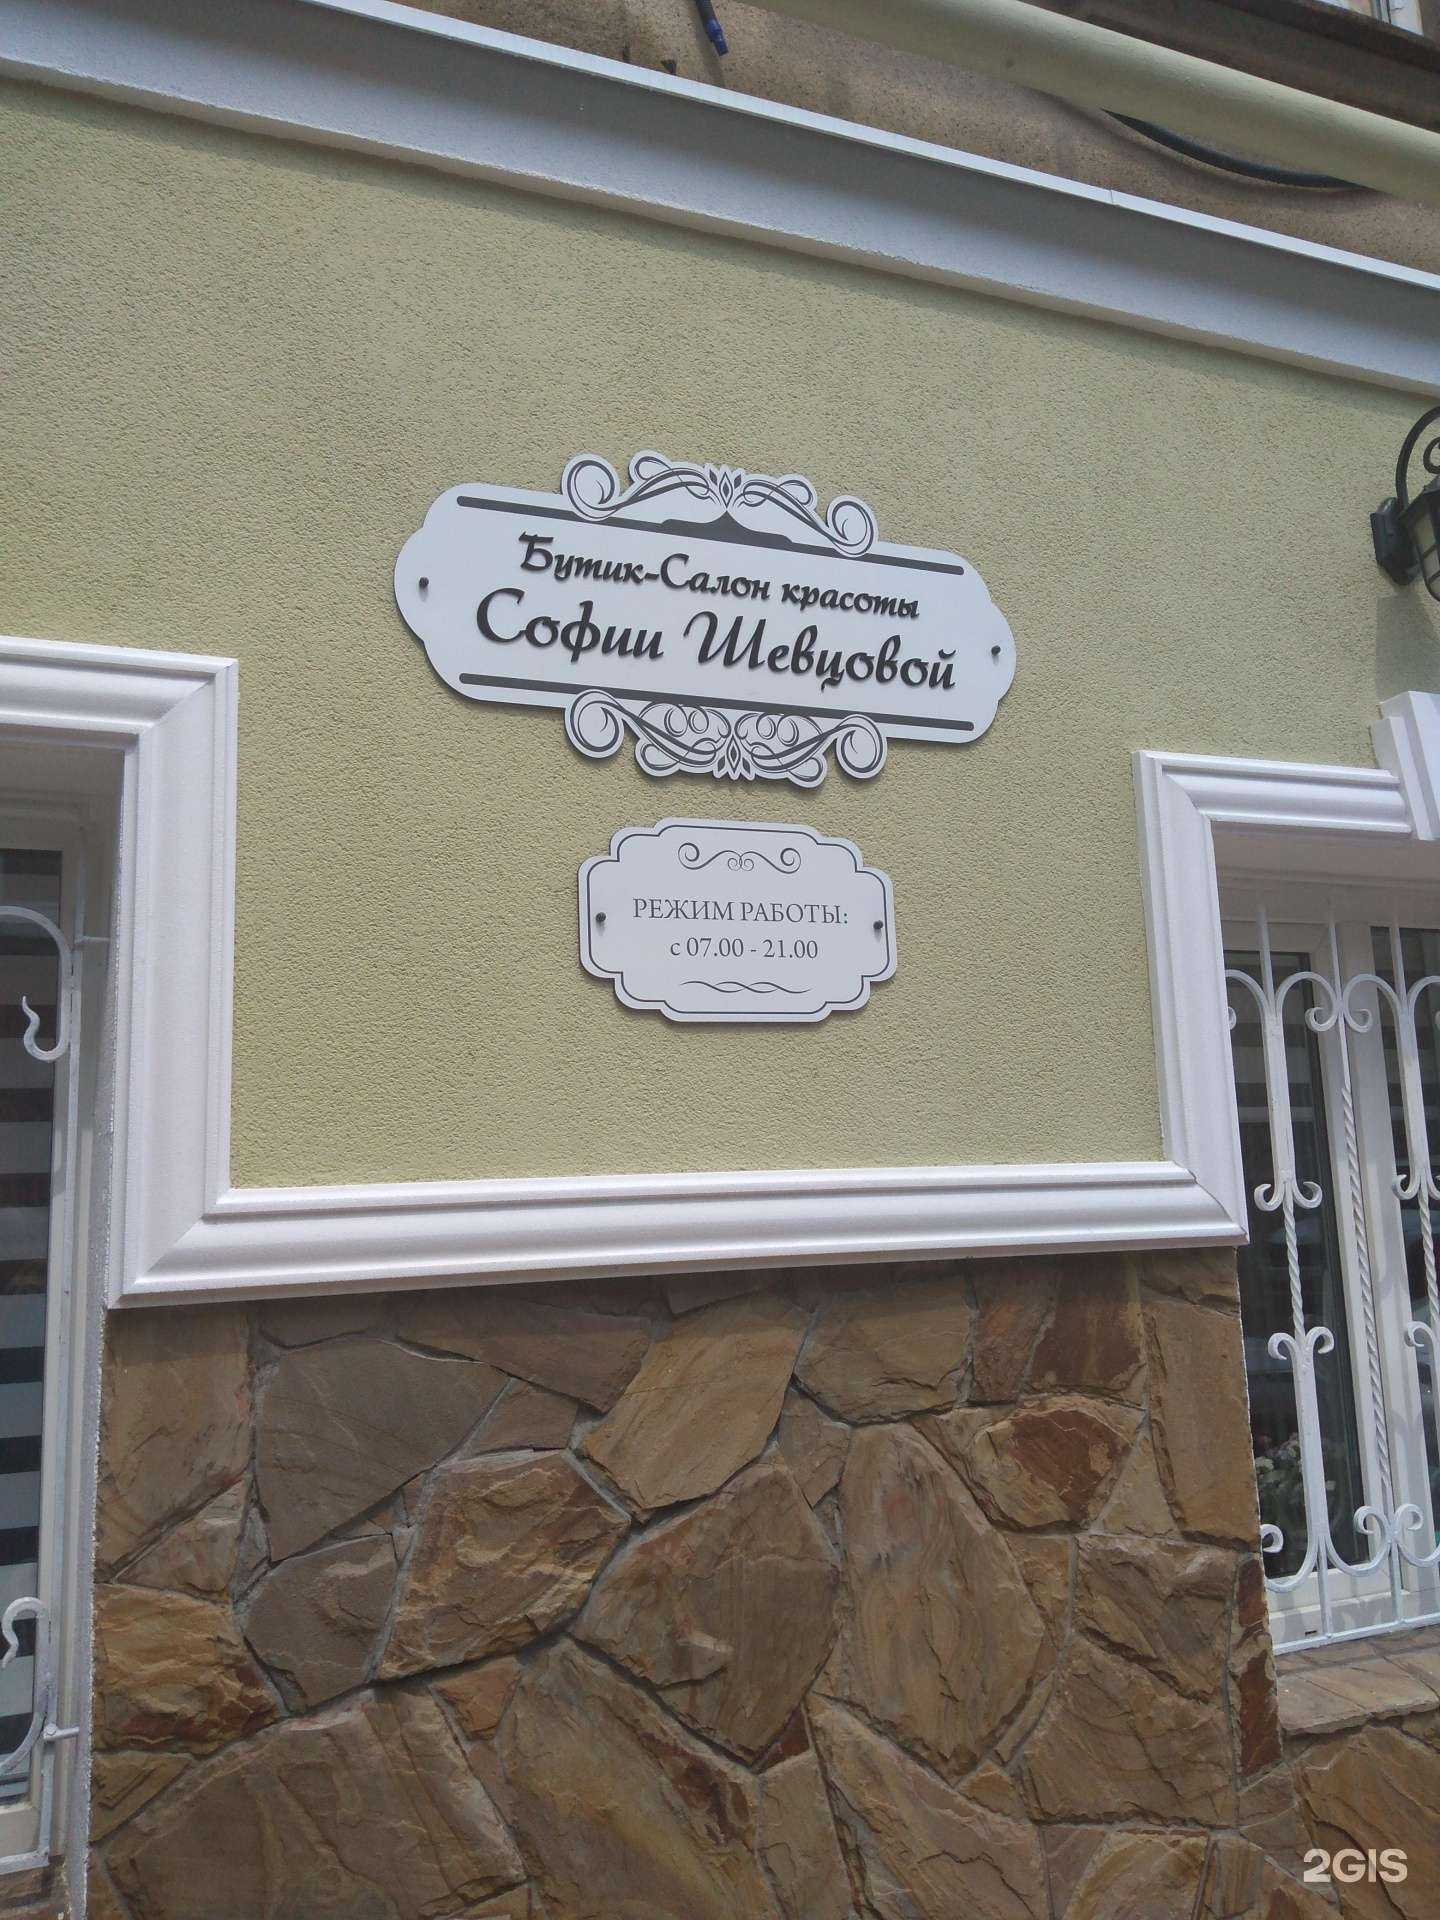 Бутик-Салон красоты
Софии Шевцовой
РЕЖИМ РАБОТЫ:
с 07.00 - 21.00
2GIS